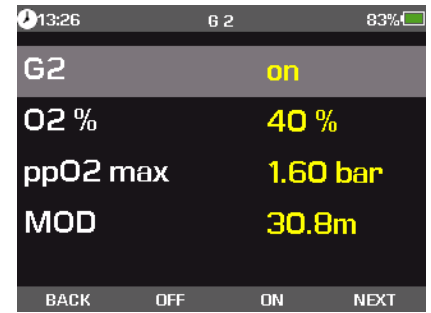 13:26 G 2 83%
G2 on
O2 % 40 %
ppO2 max 1.60 bar
MOD 30.8m
BACK OFF ON NEXT